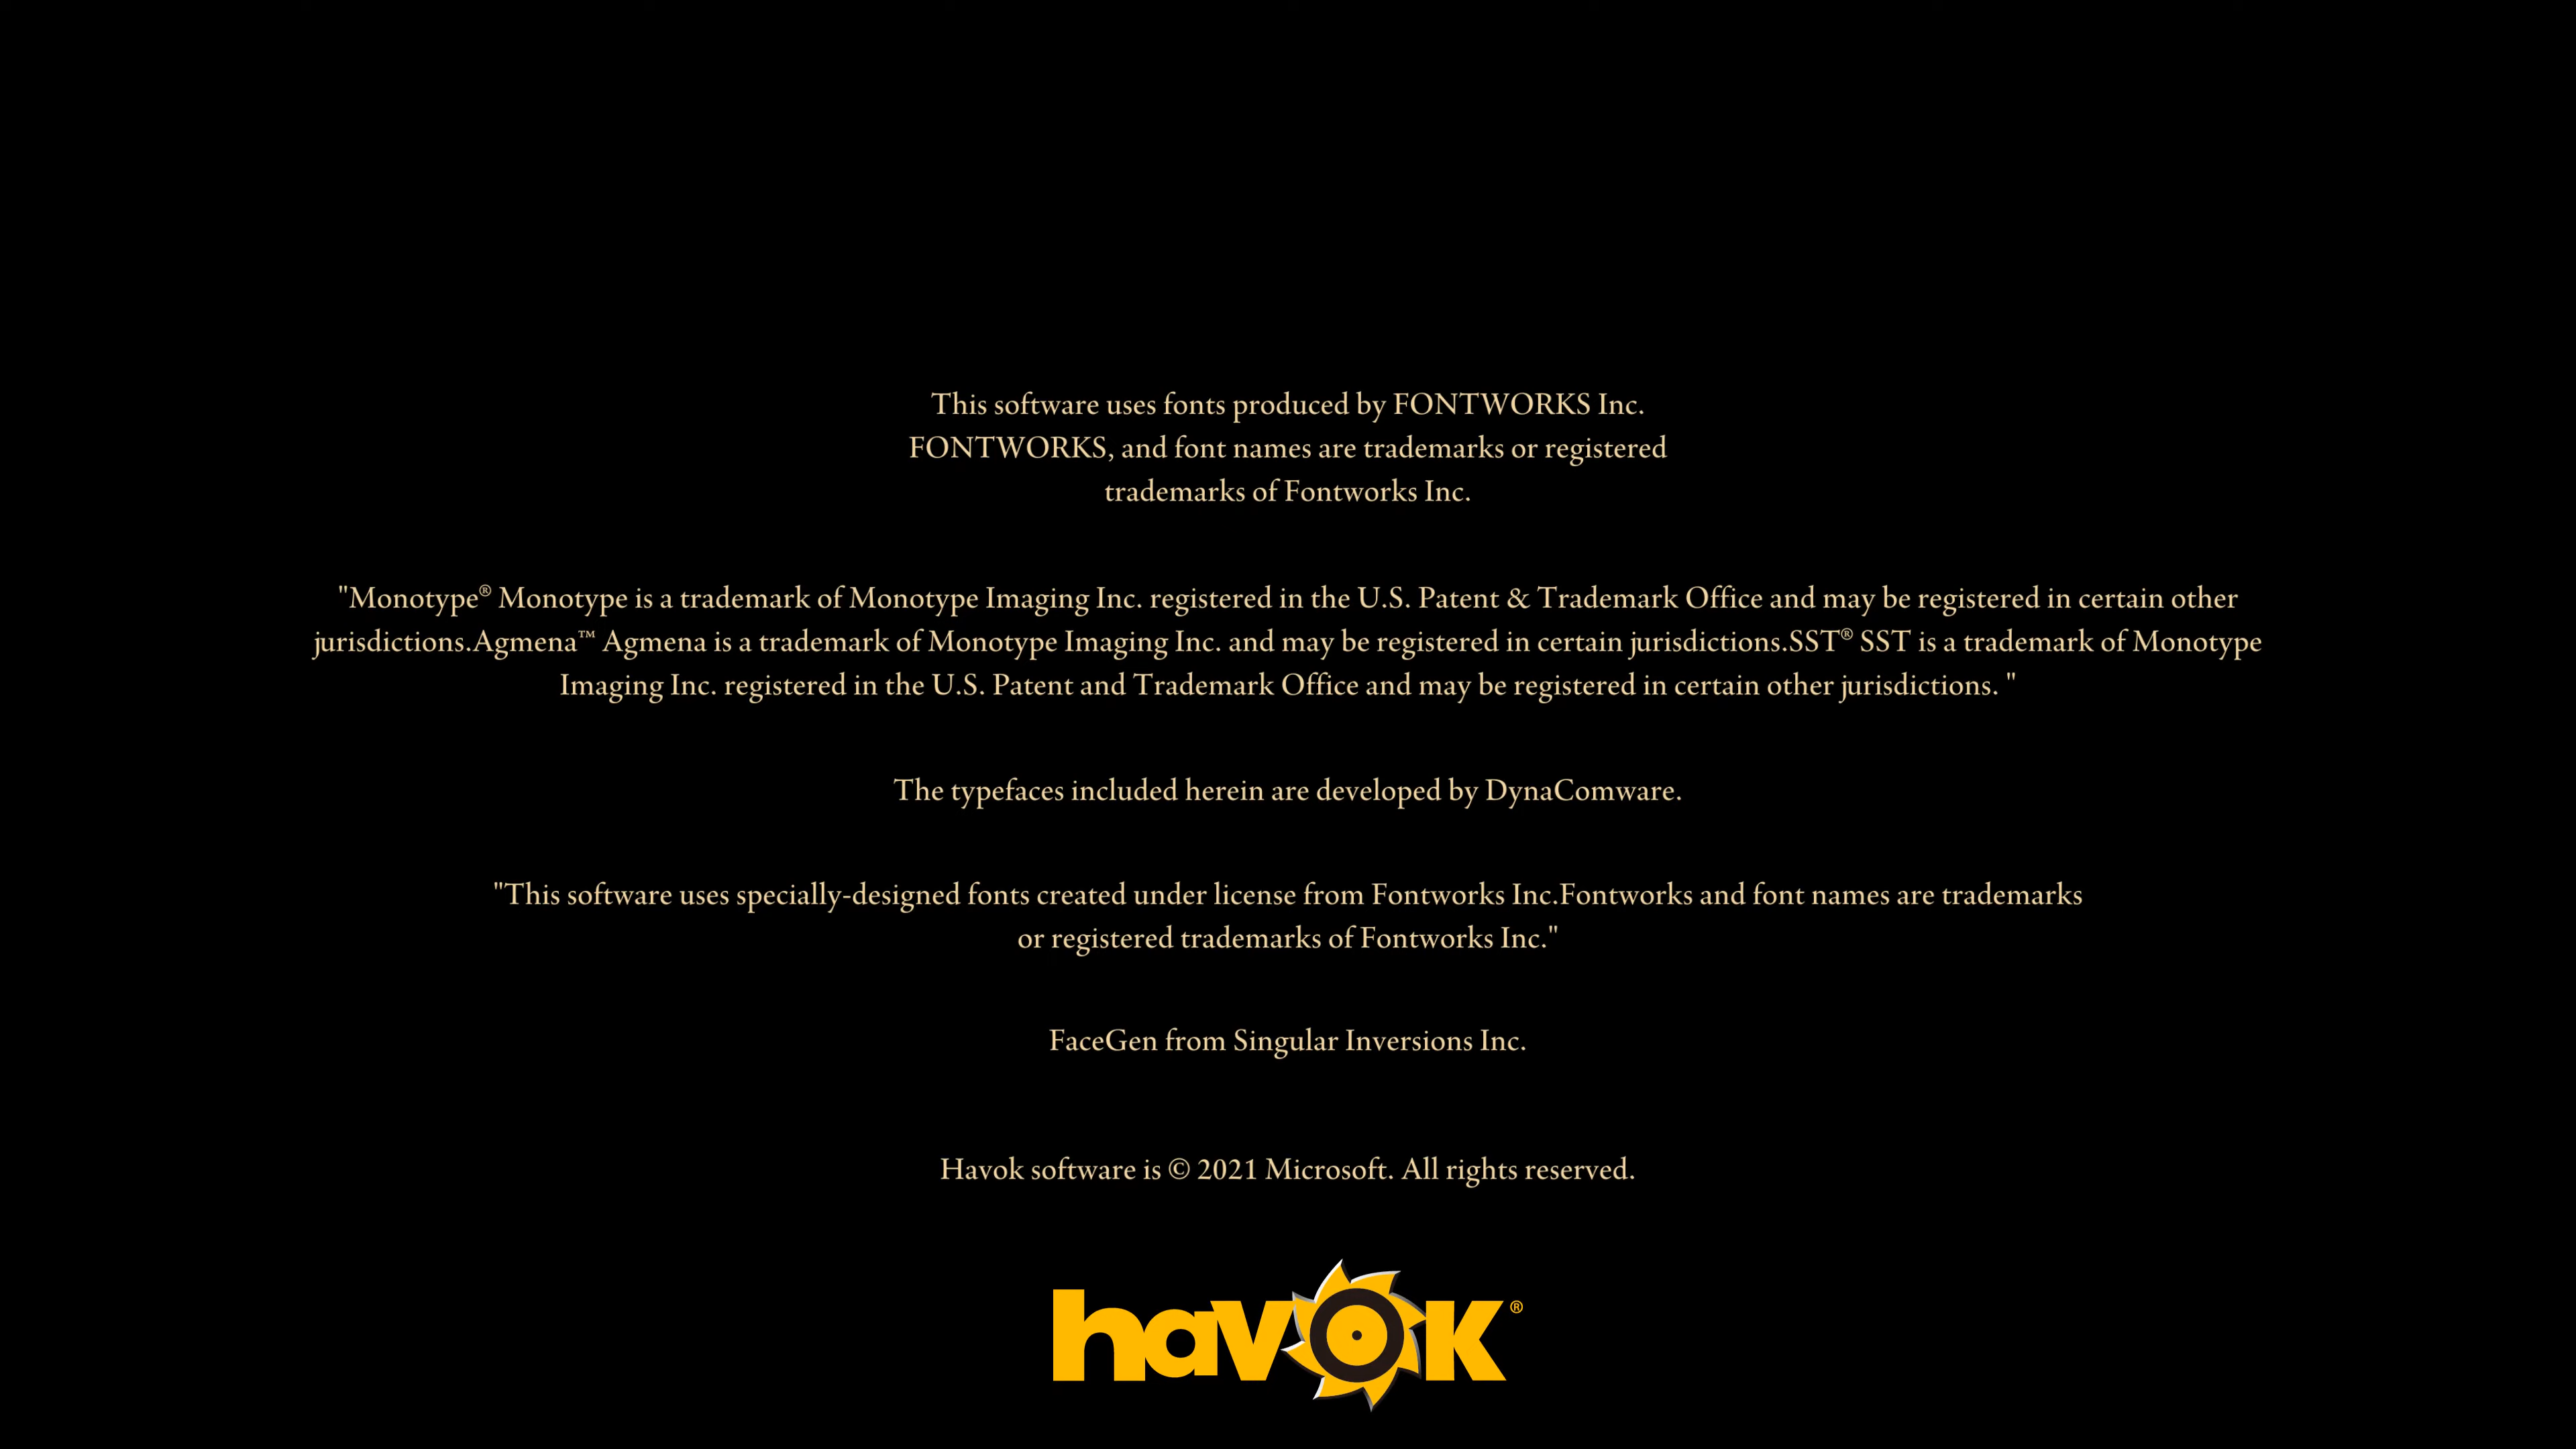 This software uses fonts produced by FONTWORKS Inc.
FONTWORKS, and font names are trademarks or registered
trademarks of Fontworks Inc.
"Monotype® Monotype is a trademark of Monotype Imaging Inc. registered in the U.S. Patent & Trademark Office and may be registered in certain other
jurisdictions.Agmena™ Agmena is a trademark of Monotype Imaging Inc. and may be registered in certain jurisdictions.SST® SST is a trademark of Monotype
Imaging Inc. registered in the U.S. Patent and Trademark Office and may be registered in certain other jurisdictions. "
The typefaces included herein are developed by DynaComware.
"This software uses specially-designed fonts created under license from Fontworks Inc.Fontworks and font names are trademarks
or registered trademarks of Fontworks Inc."
FaceGen from Singular Inversions Inc.
Havok software is © 2021 Microsoft. All rights reserved.
havok®